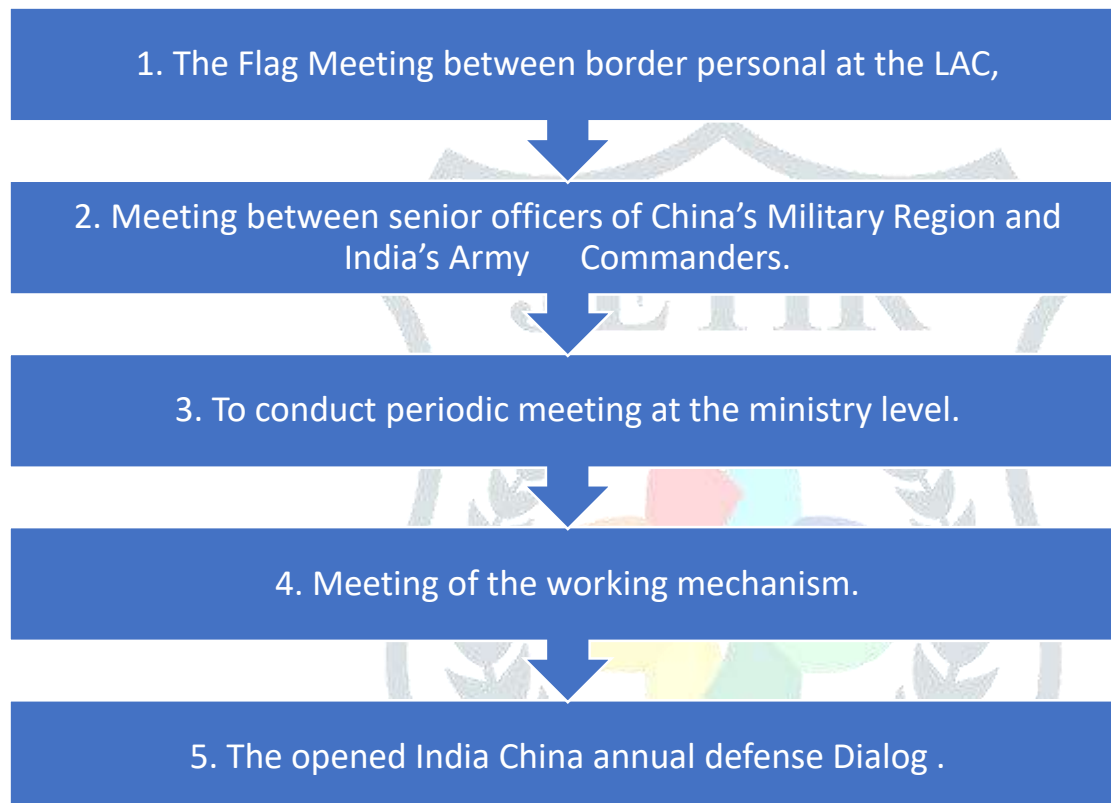 1. The Flag Meeting between border personal at the LAC,
2. Meeting between senior officers of China’s Military Region and
India’s Army Commanders.
JETIR
3. To conduct periodic meeting at the ministry level.
4. Meeting of the working mechanism.
5. The opened India China annual defense Dialog .